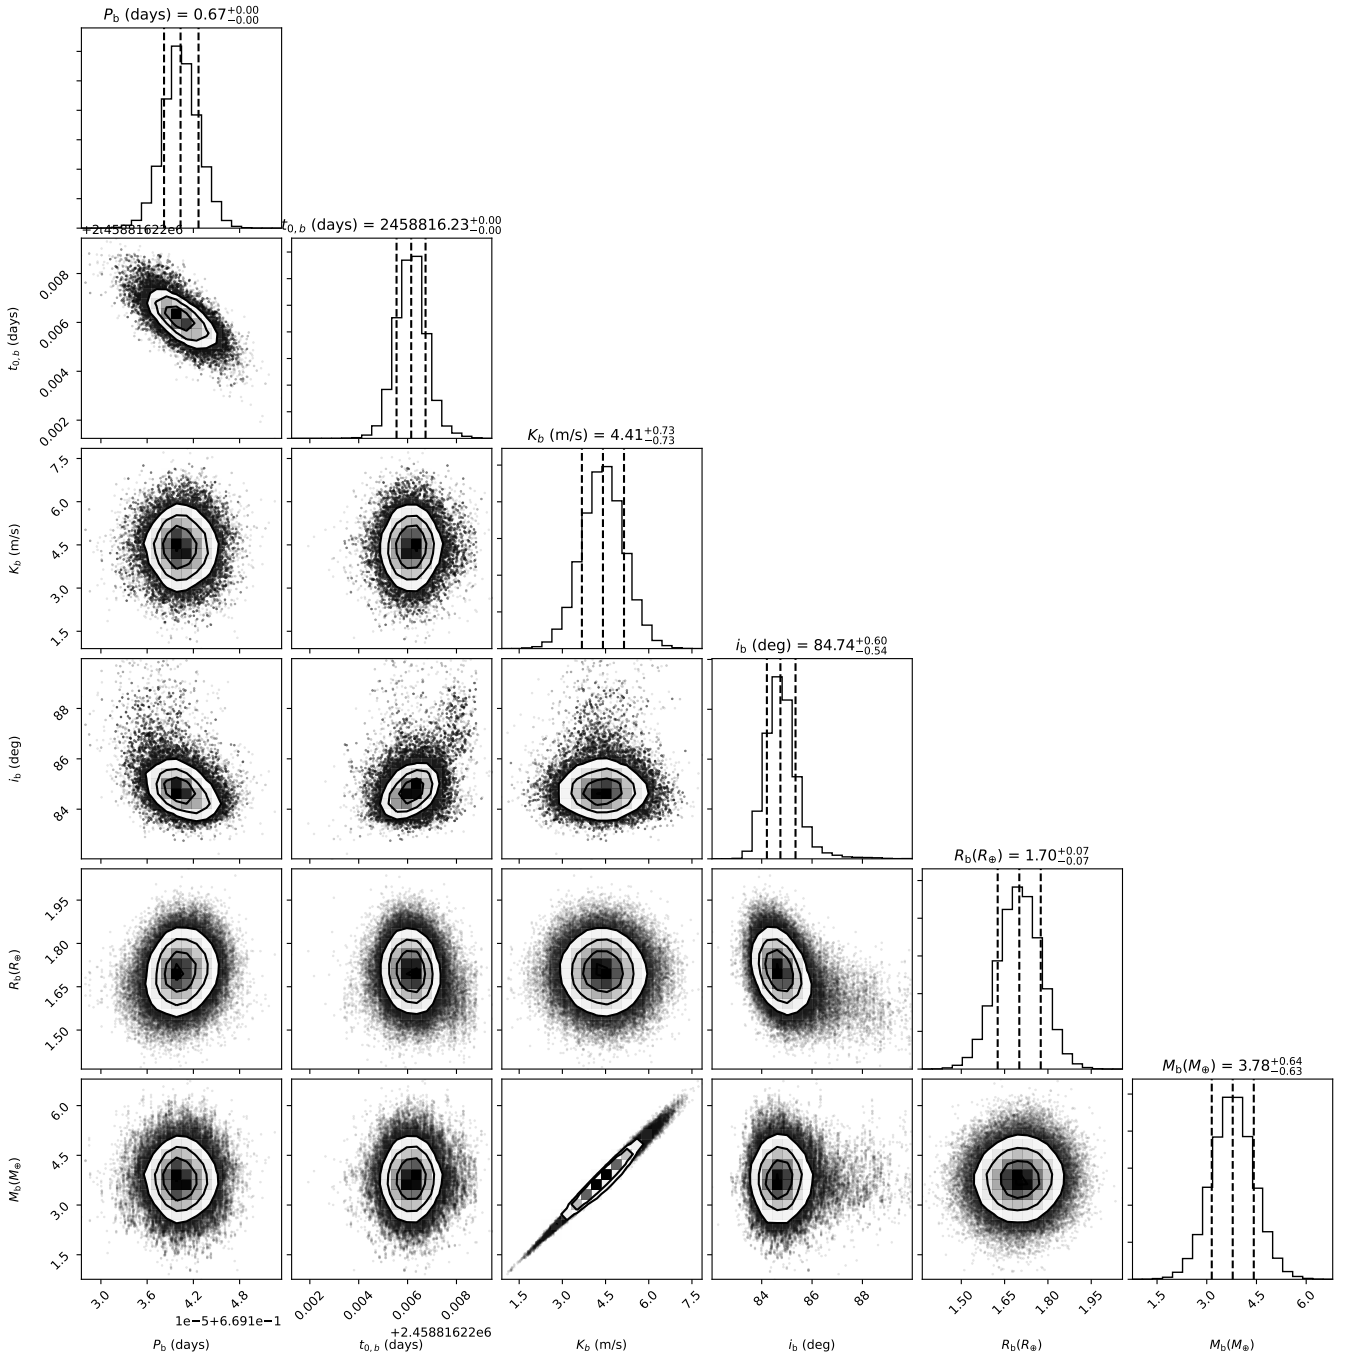 P_b (days) = 0.67^{+0.00}_{-0.00}
+2.45881622e6
t_{0,b} (days) = 2458816.23^{+0.00}_{-0.00}
0.008
0.006
0.004
0.002
t_{0,b} (days)
K_b (m/s) = 4.41^{+0.73}_{-0.73}
7.5
6.0
4.5
3.0
1.5
K_b (m/s)
i_b (deg) = 84.74^{+0.60}_{-0.54}
88
86
84
i_b (deg)
R_b(R_⊕) = 1.70^{+0.07}_{-0.07}
1.95
1.80
1.65
1.50
R_b(R_⊕)
M_b(M_⊕) = 3.78^{+0.64}_{-0.63}
6.0
4.5
3.0
1.5
M_b(M_⊕)
3.0 3.6 4.2 4.8
0.002 0.004 0.006 0.008
1.5 3.0 4.5 6.0 7.5
84 86 88
1.50 1.65 1.80 1.95
1.5 3.0 4.5 6.0
1e−5+6.691e−1
+2.45881622e6
P_b (days)
t_{0,b} (days)
K_b (m/s)
i_b (deg)
R_b(R_⊕)
M_b(M_⊕)